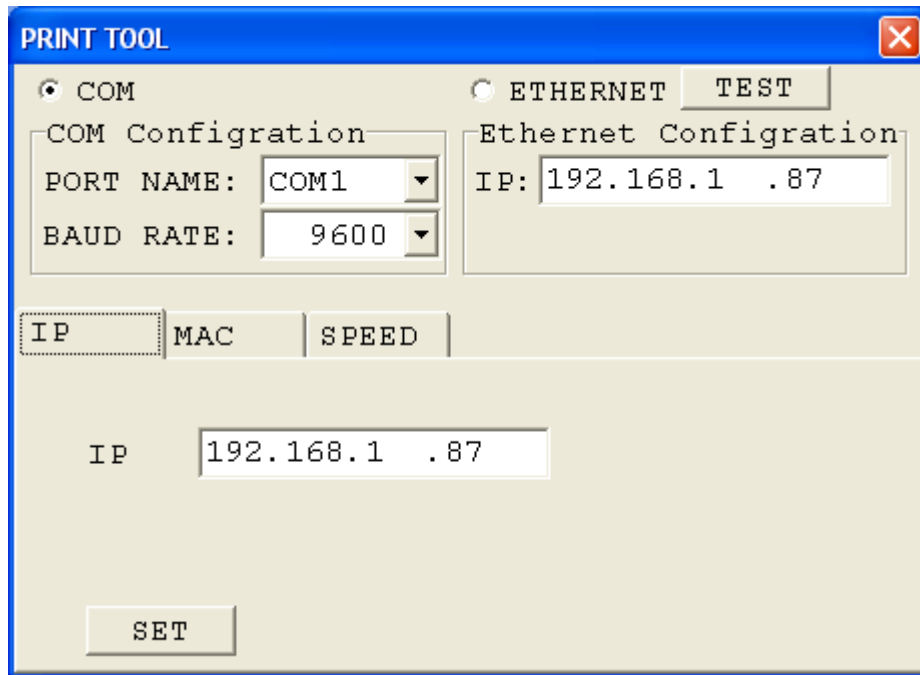 PRINT TOOL
COM ETHERNET TEST
COM Configration Ethernet Configration
PORT NAME: COM1 IP: 192.168.1  .87
BAUD RATE: 9600
IP MAC SPEED
IP 192.168.1  .87
SET